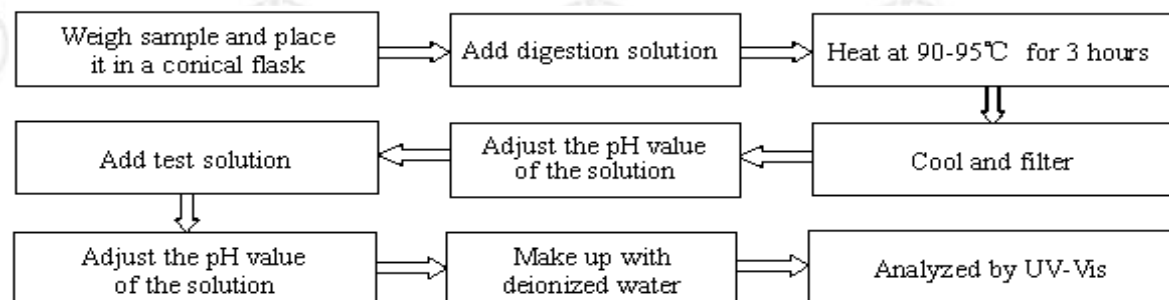 Weigh sample and place
it in a conical flask
Add digestion solution
Heat at 90-95℃ for 3 hours
Cool and filter
Adjust the pH value
of the solution
Add test solution
Adjust the pH value
of the solution
Make up with
deionized water
Analyzed by UV-Vis